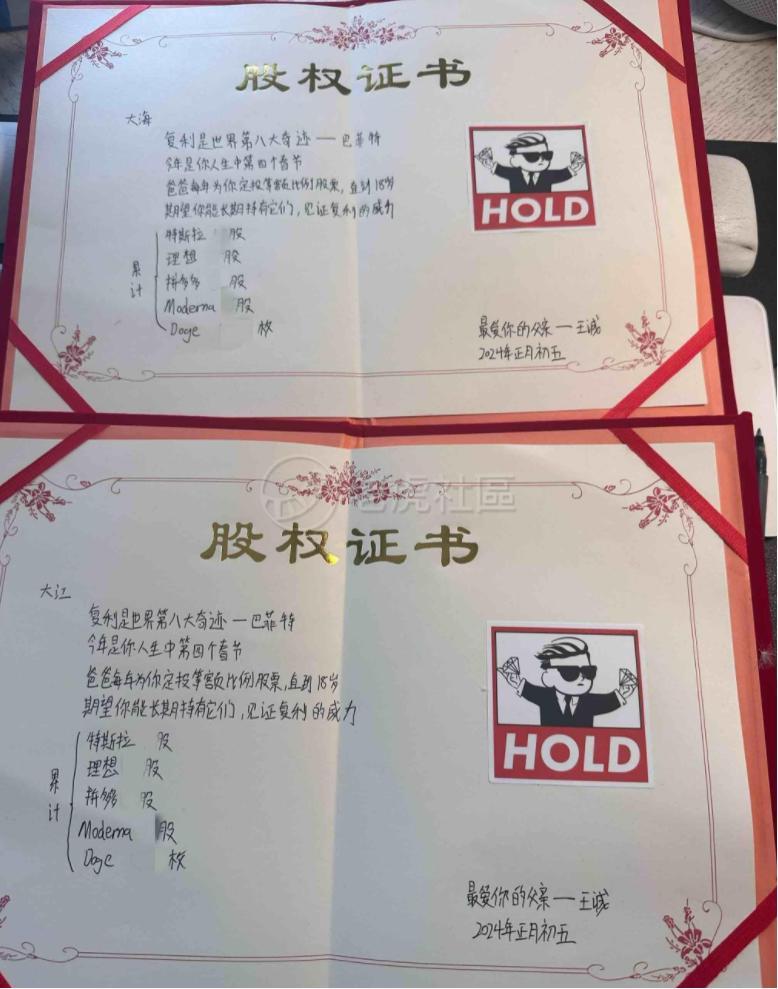 股权证书
大海
复利是世界第八大奇迹——巴菲特
今年是你人生中第四个春节
爸爸每年为你定投等额比例股票，直到18岁
期望你能长期持有它们，见证复利的威力
累计
特斯拉 股
理想 股
拼多多 股
Moderna 股
Doge 枚
HOLD
最爱你的父亲——王诚
2024年正月初五
老虎社區
股权证书
大江
复利是世界第八大奇迹——巴菲特
今年是你人生中第四个春节
爸爸每年为你定投等额比例股票，直到18岁
期望你能长期持有它们，见证复利的威力
累计
特斯拉 股
理想 股
拼多多 股
Moderna 股
Doge 枚
HOLD
最爱你的父亲——王诚
2024年正月初五